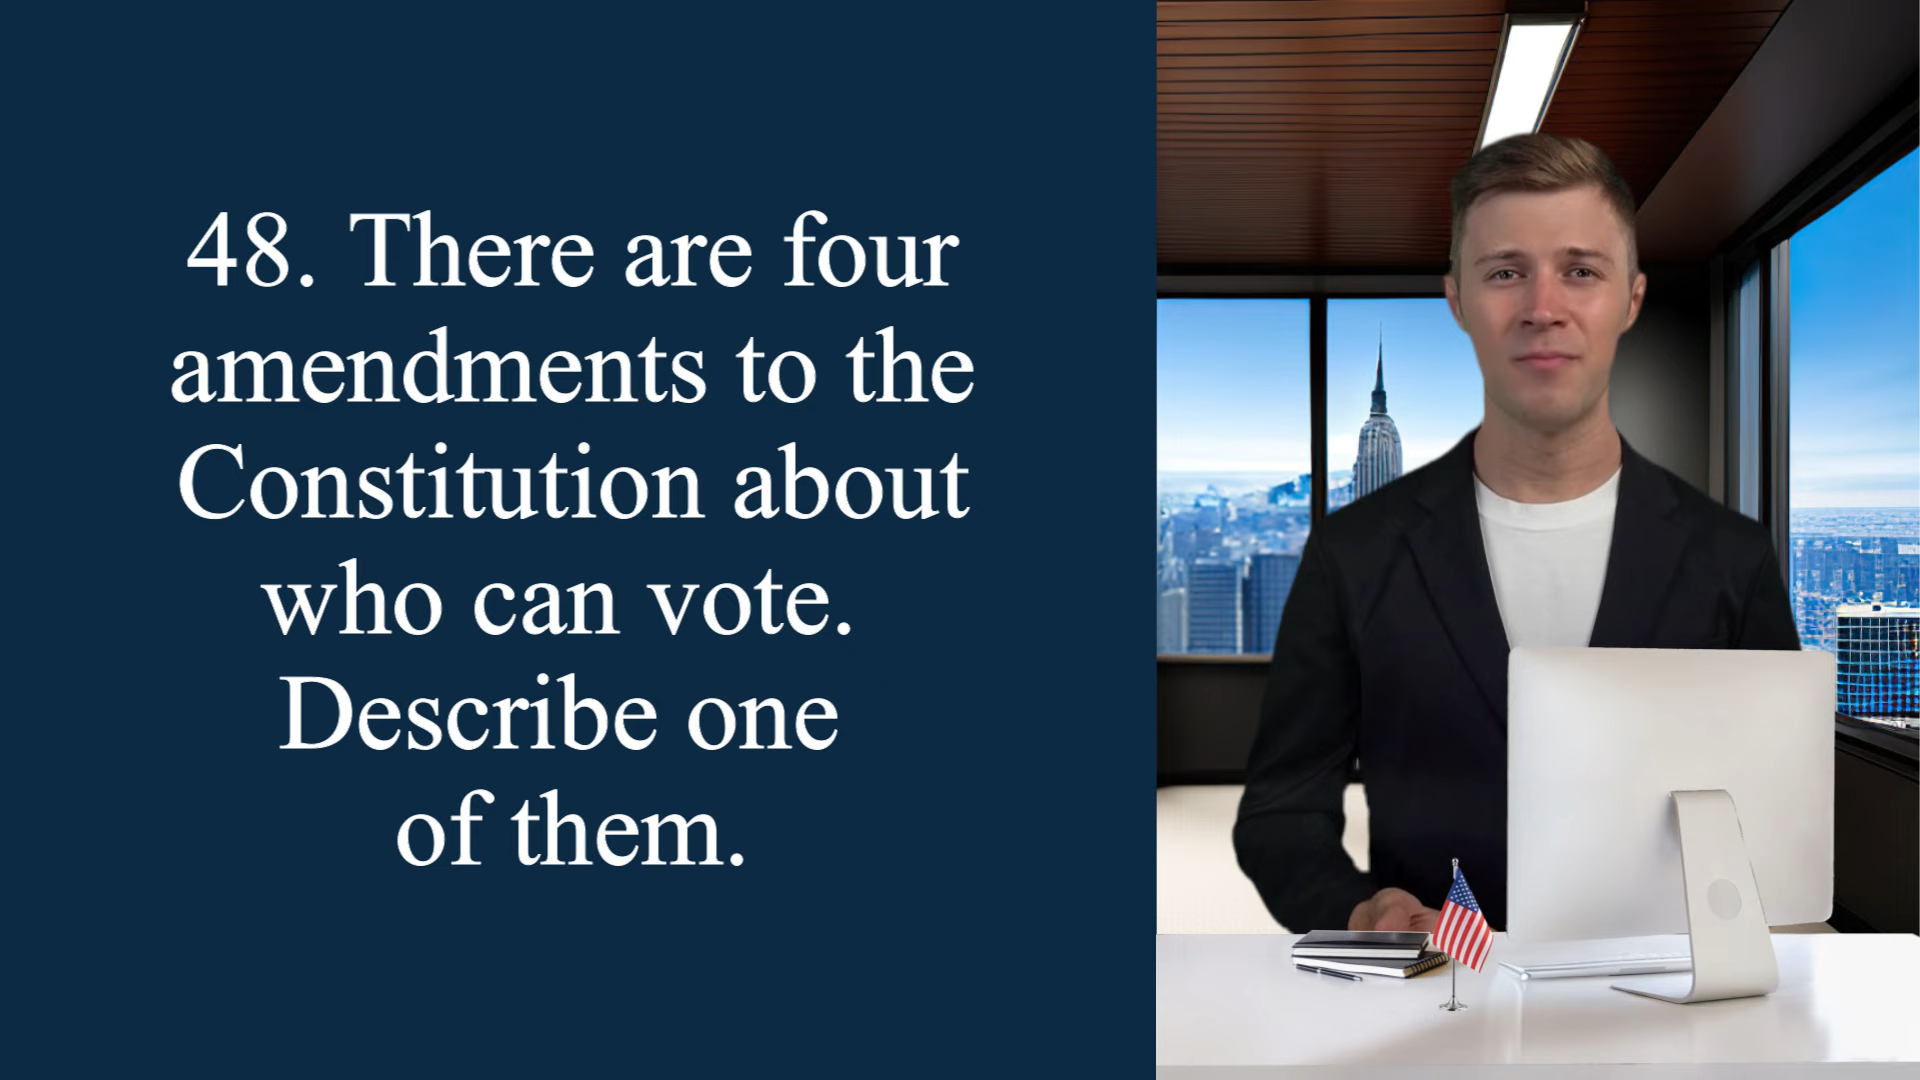 48. There are four
amendments to the
Constitution about
who can vote.
Describe one
of them.